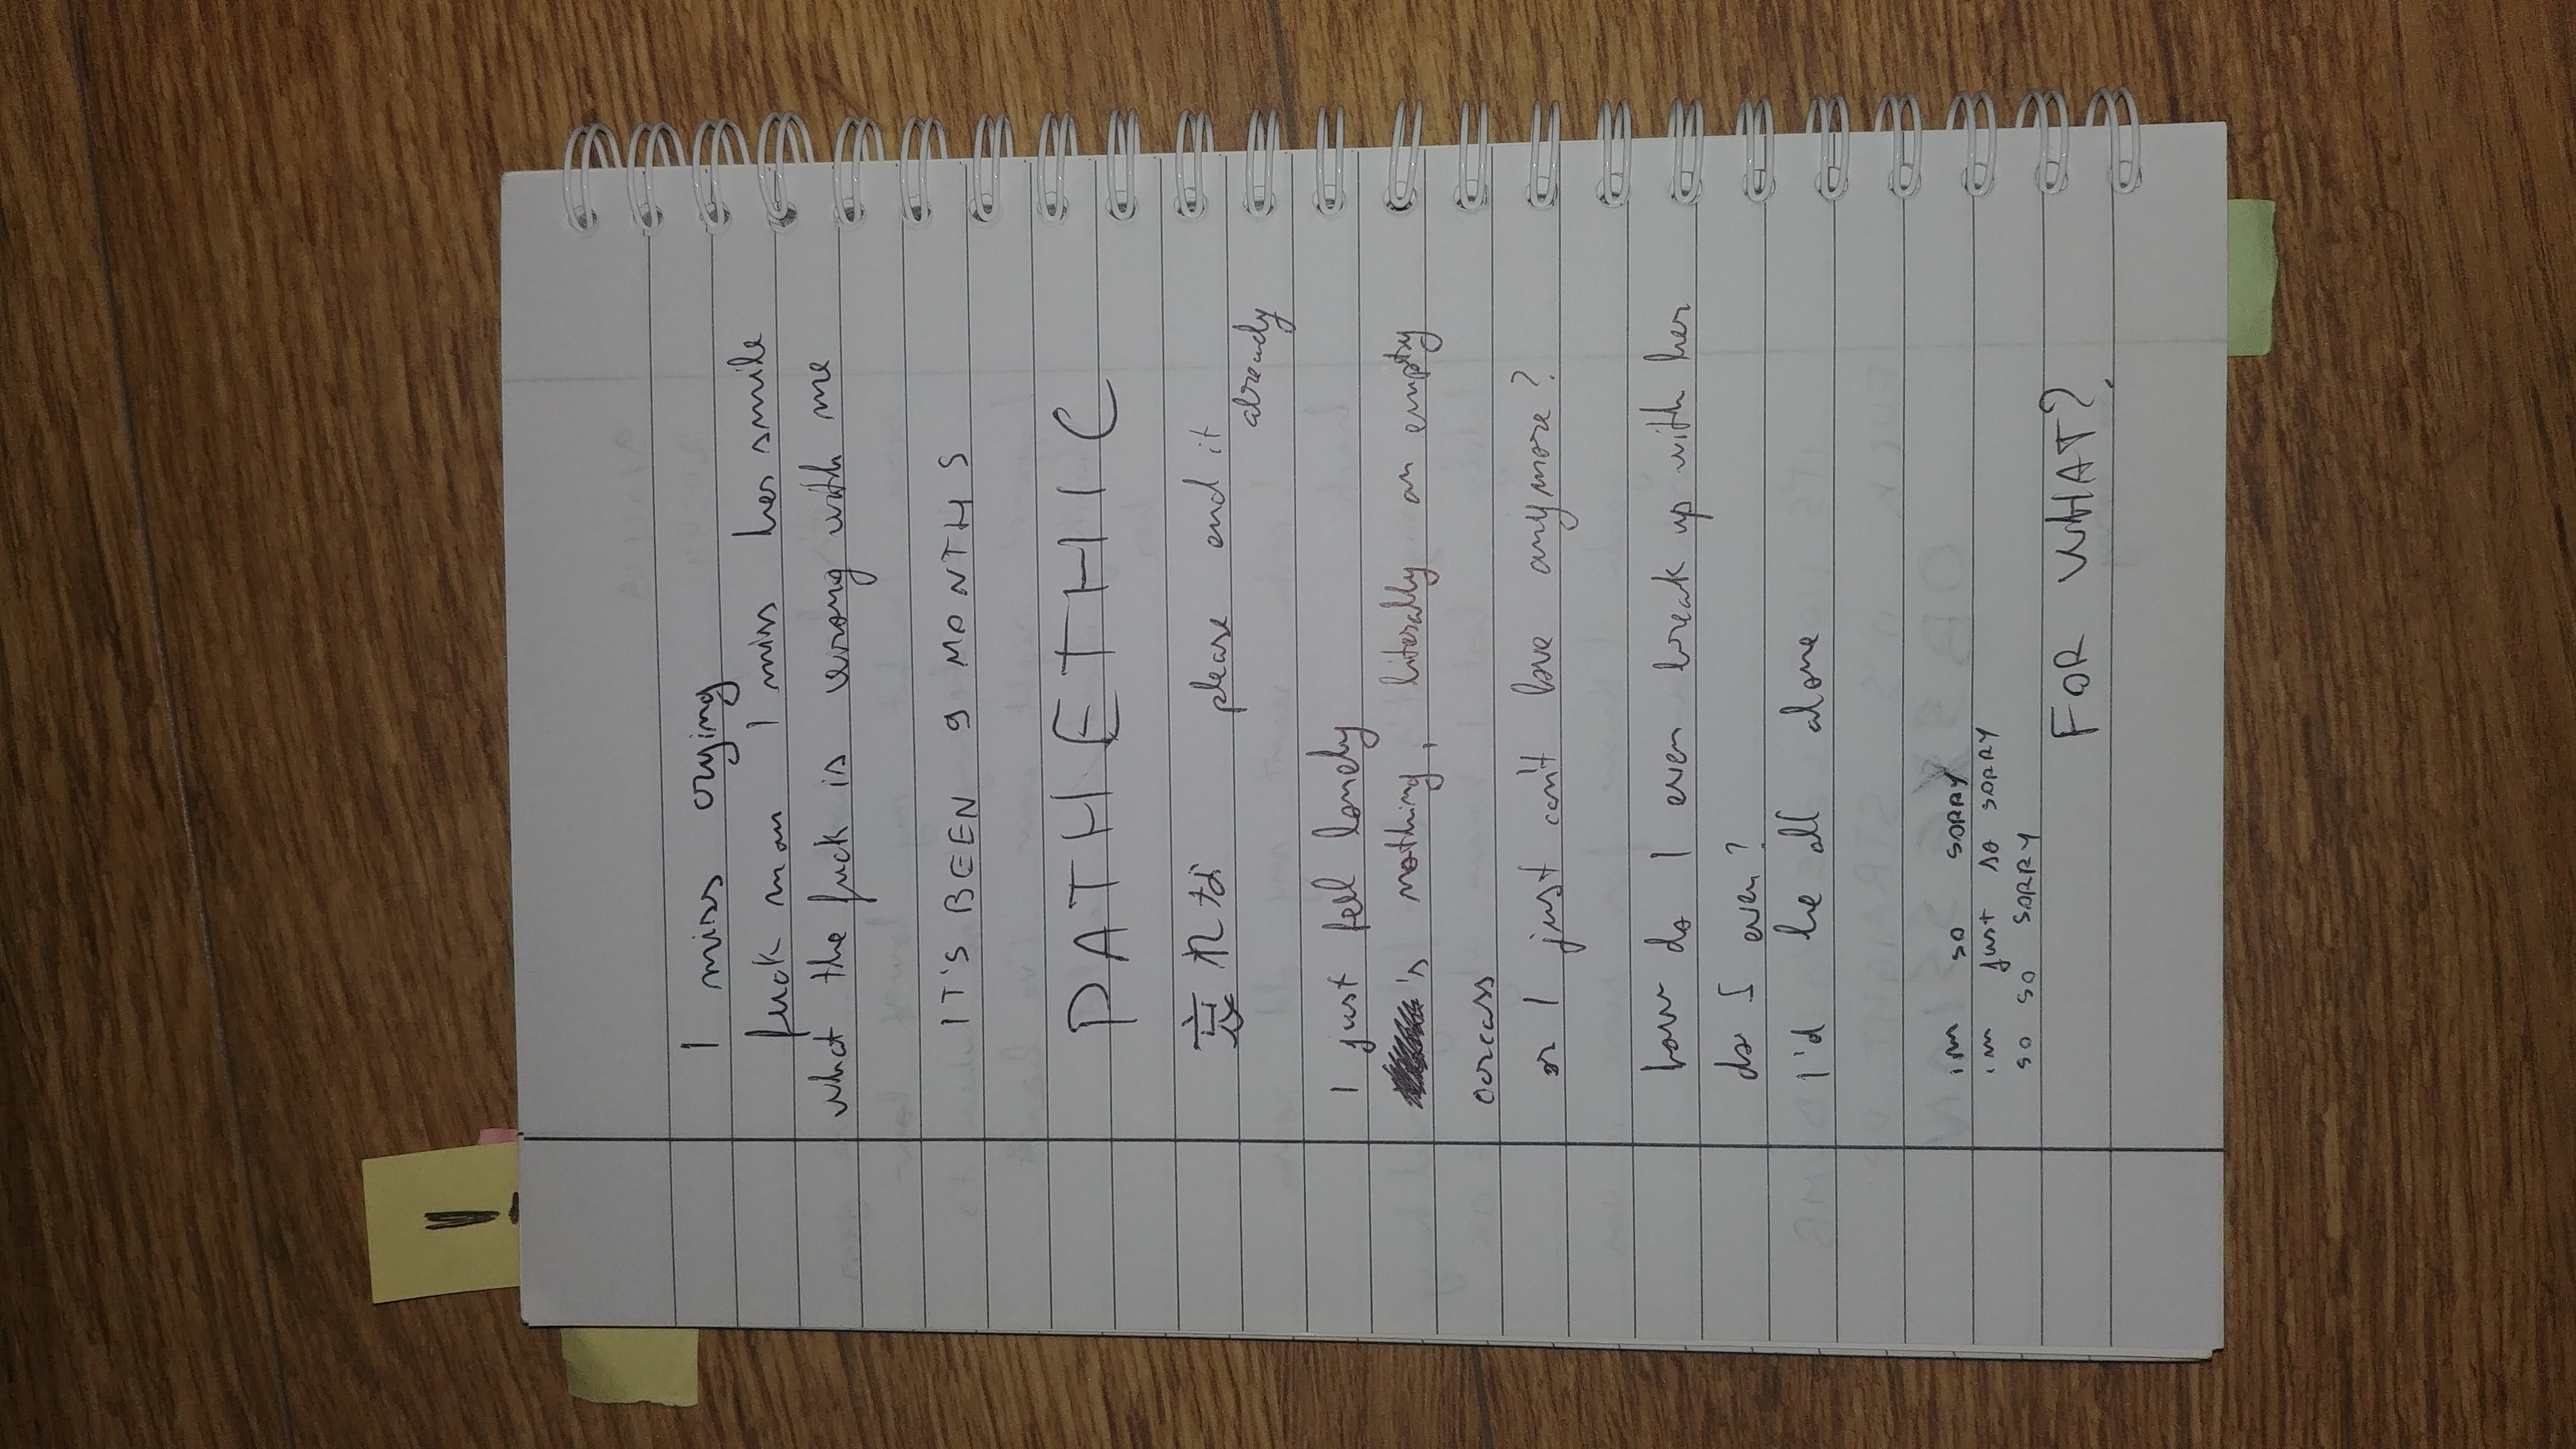 !
I miss crying
fuck man I miss her smile
what the fuck is wrong with me
IT'S BEEN 9 MONTHS
PATHETHIC
哀れな please end it
already
I just feel lonely
's nothing, literally an empty
carcass
or I just can't love anymore?
how do I even break up with her
do I even?
I'd be all alone
im so SORRY
im just so SORRY
so so SORRY
FOR WHAT?